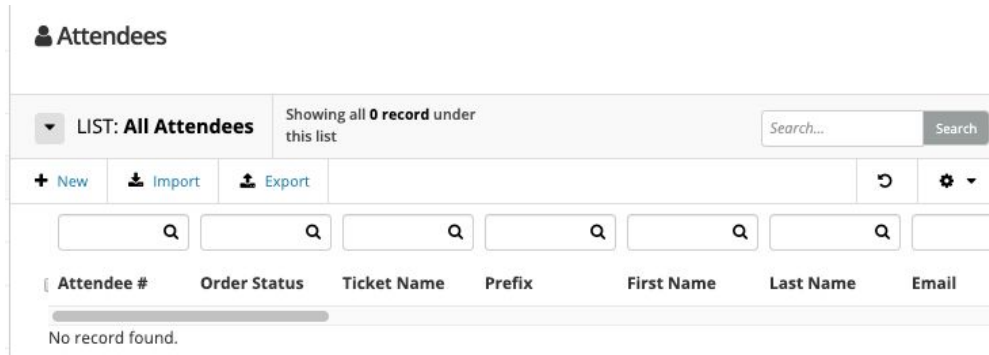 Attendees
LIST: All Attendees
Showing all 0 record under
this list
Search...
Search
New
Import
Export
Attendee #
Order Status
Ticket Name
Prefix
First Name
Last Name
Email
No record found.